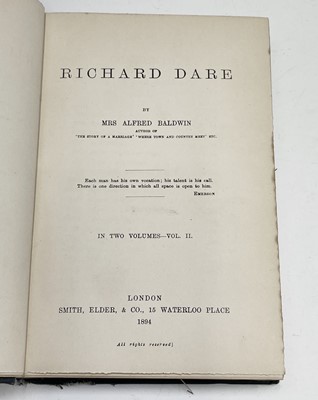 RICHARD DARE
BY
MRS ALFRED BALDWIN
AUTHOR OF
"THE STORY OF A MARRIAGE" "WHERE TOWN AND COUNTRY MEET" ETC.
Each man has his own vocation; his talent is his call.
There is one direction in which all space is open to him.
EMERSON
IN TWO VOLUMES—VOL. II.
LONDON
SMITH, ELDER, & CO., 15 WATERLOO PLACE
1894
All rights reserved;